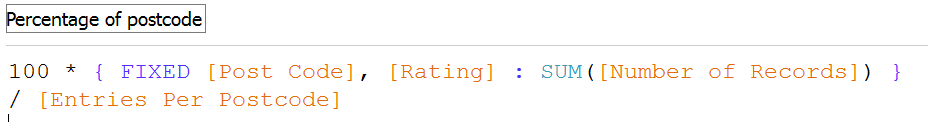 Percentage of postcode
100 * { FIXED [Post Code], [Rating] : SUM([Number of Records]) }
/ [Entries Per Postcode]